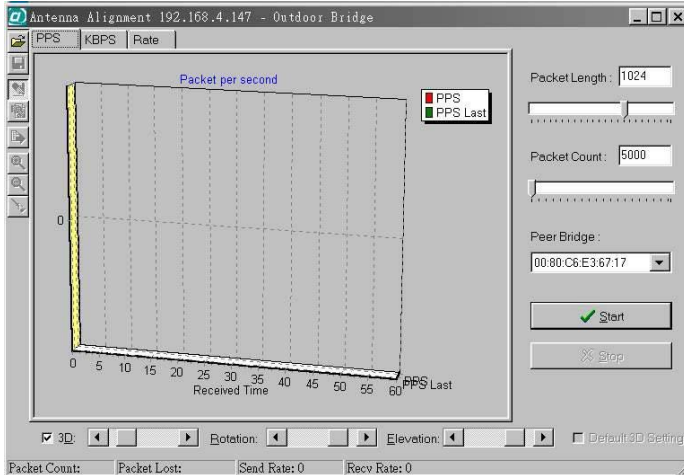 Antenna Alignment 192.168.4.147 - Outdoor Bridge
PPS KBPS Rate
Packet per second
PPS
PPS Last
0
0 5 10 15 20 25 30 35 40 45 50 55 60
PPS
PPS Last
Received Time
Packet Length : 1024
Packet Count : 5000
Peer Bridge :
00:80:C6:E3:67:17
Start
Stop
3D: Rotation: Elevation: Default 3D Setting
Packet Count: Packet Lost: Send Rate: 0 Recv Rate: 0